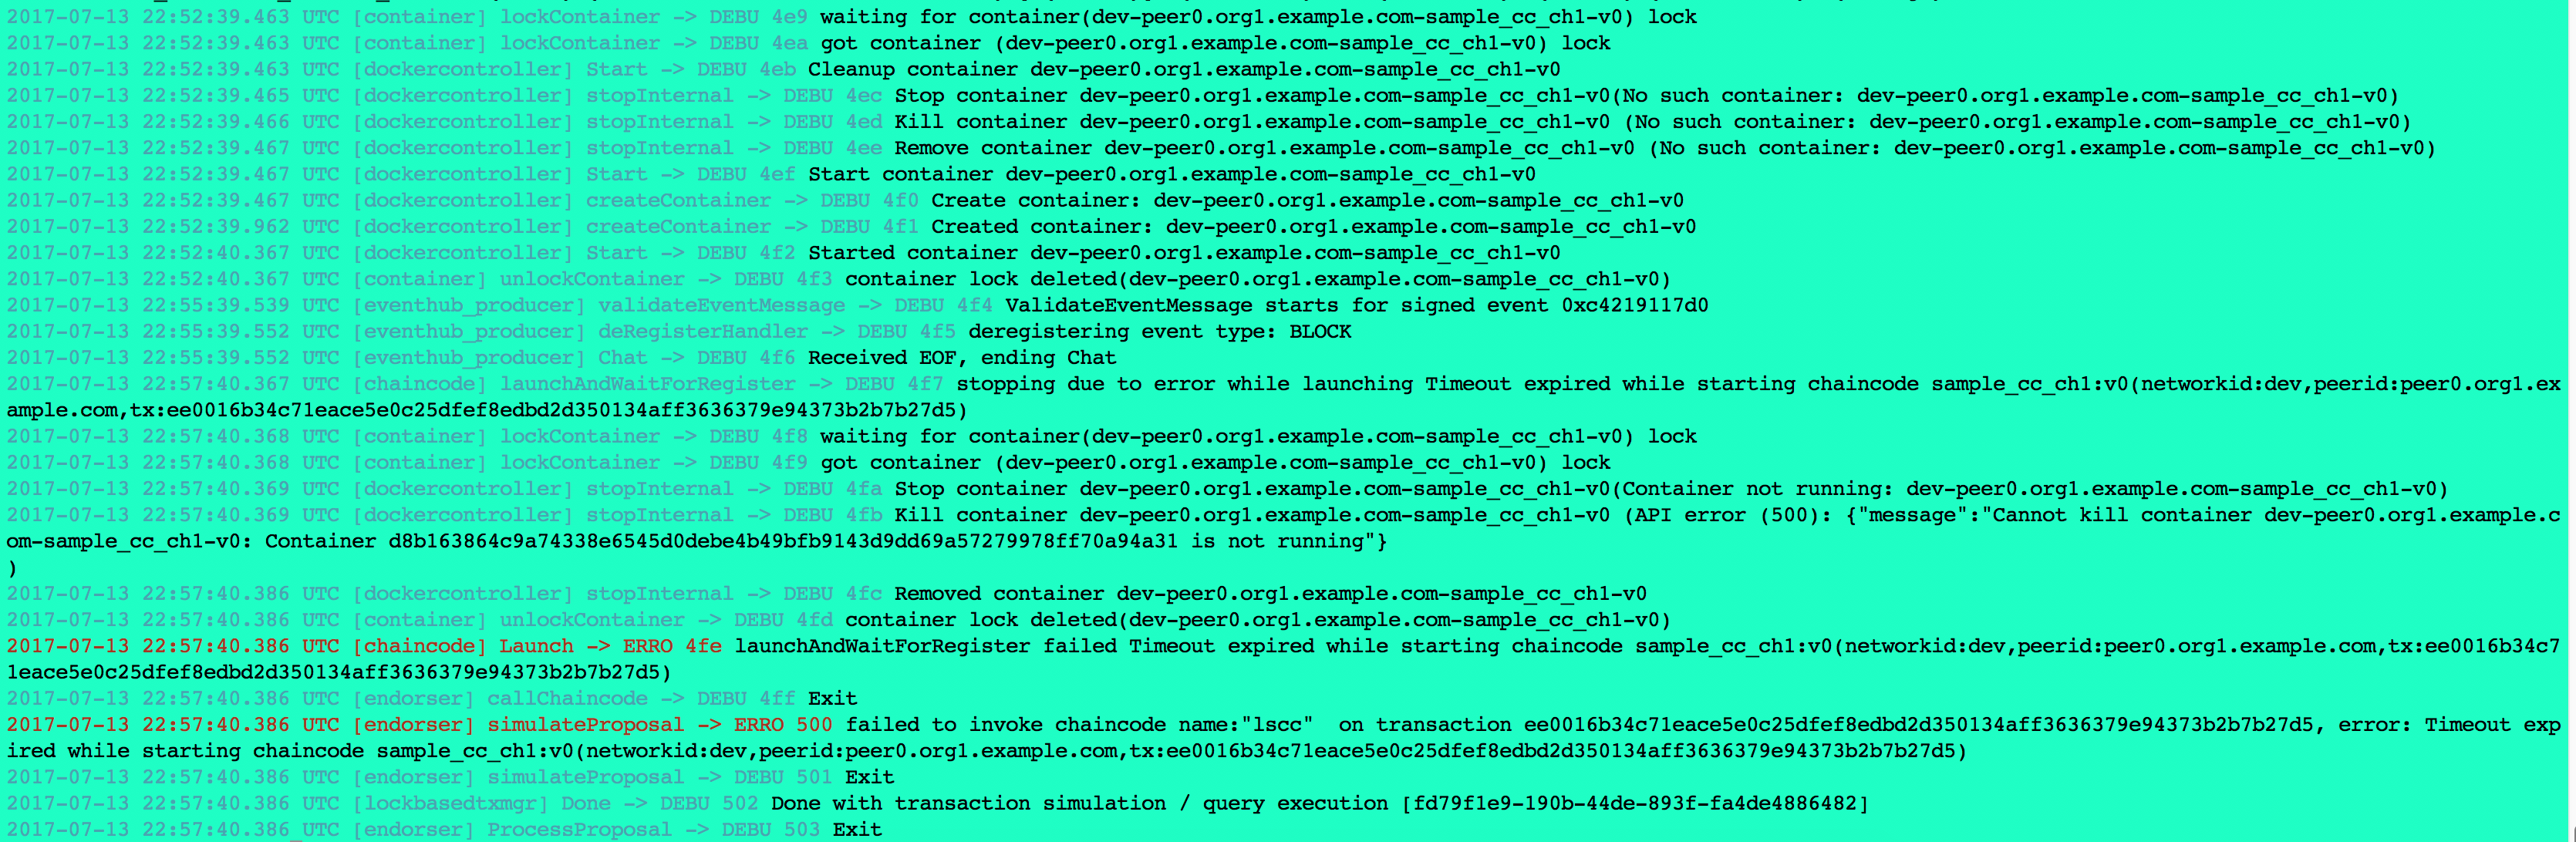 2017-07-13 22:52:39.463 UTC [container] lockContainer -> DEBU 4e9 waiting for container(dev-peer0.org1.example.com-sample_cc_ch1-v0) lock
2017-07-13 22:52:39.463 UTC [container] lockContainer -> DEBU 4ea got container (dev-peer0.org1.example.com-sample_cc_ch1-v0) lock
2017-07-13 22:52:39.463 UTC [dockercontroller] Start -> DEBU 4eb Cleanup container dev-peer0.org1.example.com-sample_cc_ch1-v0
2017-07-13 22:52:39.465 UTC [dockercontroller] stopInternal -> DEBU 4ec Stop container dev-peer0.org1.example.com-sample_cc_ch1-v0(No such container: dev-peer0.org1.example.com-sample_cc_ch1-v0)
2017-07-13 22:52:39.466 UTC [dockercontroller] stopInternal -> DEBU 4ed Kill container dev-peer0.org1.example.com-sample_cc_ch1-v0 (No such container: dev-peer0.org1.example.com-sample_cc_ch1-v0)
2017-07-13 22:52:39.467 UTC [dockercontroller] stopInternal -> DEBU 4ee Remove container dev-peer0.org1.example.com-sample_cc_ch1-v0 (No such container: dev-peer0.org1.example.com-sample_cc_ch1-v0)
2017-07-13 22:52:39.467 UTC [dockercontroller] Start -> DEBU 4ef Start container dev-peer0.org1.example.com-sample_cc_ch1-v0
2017-07-13 22:52:39.467 UTC [dockercontroller] createContainer -> DEBU 4f0 Create container: dev-peer0.org1.example.com-sample_cc_ch1-v0
2017-07-13 22:52:39.962 UTC [dockercontroller] createContainer -> DEBU 4f1 Created container: dev-peer0.org1.example.com-sample_cc_ch1-v0
2017-07-13 22:52:40.367 UTC [dockercontroller] Start -> DEBU 4f2 Started container dev-peer0.org1.example.com-sample_cc_ch1-v0
2017-07-13 22:52:40.367 UTC [container] unlockContainer -> DEBU 4f3 container lock deleted(dev-peer0.org1.example.com-sample_cc_ch1-v0)
2017-07-13 22:55:39.539 UTC [eventhub_producer] validateEventMessage -> DEBU 4f4 ValidateEventMessage starts for signed event 0xc4219117d0
2017-07-13 22:55:39.552 UTC [eventhub_producer] deRegisterHandler -> DEBU 4f5 deregistering event type: BLOCK
2017-07-13 22:55:39.552 UTC [eventhub_producer] Chat -> DEBU 4f6 Received EOF, ending Chat
2017-07-13 22:57:40.367 UTC [chaincode] launchAndWaitForRegister -> DEBU 4f7 stopping due to error while launching Timeout expired while starting chaincode sample_cc_ch1:v0(networkid:dev,peerid:peer0.org1.ex
ample.com,tx:ee0016b34c71eace5e0c25dfef8edbd2d350134aff3636379e94373b2b7b27d5)
2017-07-13 22:57:40.368 UTC [container] lockContainer -> DEBU 4f8 waiting for container(dev-peer0.org1.example.com-sample_cc_ch1-v0) lock
2017-07-13 22:57:40.368 UTC [container] lockContainer -> DEBU 4f9 got container (dev-peer0.org1.example.com-sample_cc_ch1-v0) lock
2017-07-13 22:57:40.369 UTC [dockercontroller] stopInternal -> DEBU 4fa Stop container dev-peer0.org1.example.com-sample_cc_ch1-v0(Container not running: dev-peer0.org1.example.com-sample_cc_ch1-v0)
2017-07-13 22:57:40.369 UTC [dockercontroller] stopInternal -> DEBU 4fb Kill container dev-peer0.org1.example.com-sample_cc_ch1-v0 (API error (500): {"message":"Cannot kill container dev-peer0.org1.example.c
om-sample_cc_ch1-v0: Container d8b163864c9a74338e6545d0debe4b49bfb9143d9dd69a57279978ff70a94a31 is not running"}
)
2017-07-13 22:57:40.386 UTC [dockercontroller] stopInternal -> DEBU 4fc Removed container dev-peer0.org1.example.com-sample_cc_ch1-v0
2017-07-13 22:57:40.386 UTC [container] unlockContainer -> DEBU 4fd container lock deleted(dev-peer0.org1.example.com-sample_cc_ch1-v0)
2017-07-13 22:57:40.386 UTC [chaincode] Launch -> ERRO 4fe launchAndWaitForRegister failed Timeout expired while starting chaincode sample_cc_ch1:v0(networkid:dev,peerid:peer0.org1.example.com,tx:ee0016b34c7
1eace5e0c25dfef8edbd2d350134aff3636379e94373b2b7b27d5)
2017-07-13 22:57:40.386 UTC [endorser] callChaincode -> DEBU 4ff Exit
2017-07-13 22:57:40.386 UTC [endorser] simulateProposal -> ERRO 500 failed to invoke chaincode name:"lscc"  on transaction ee0016b34c71eace5e0c25dfef8edbd2d350134aff3636379e94373b2b7b27d5, error: Timeout exp
ired while starting chaincode sample_cc_ch1:v0(networkid:dev,peerid:peer0.org1.example.com,tx:ee0016b34c71eace5e0c25dfef8edbd2d350134aff3636379e94373b2b7b27d5)
2017-07-13 22:57:40.386 UTC [endorser] simulateProposal -> DEBU 501 Exit
2017-07-13 22:57:40.386 UTC [lockbasedtxmgr] Done -> DEBU 502 Done with transaction simulation / query execution [fd79f1e9-190b-44de-893f-fa4de4886482]
2017-07-13 22:57:40.386 UTC [endorser] ProcessProposal -> DEBU 503 Exit